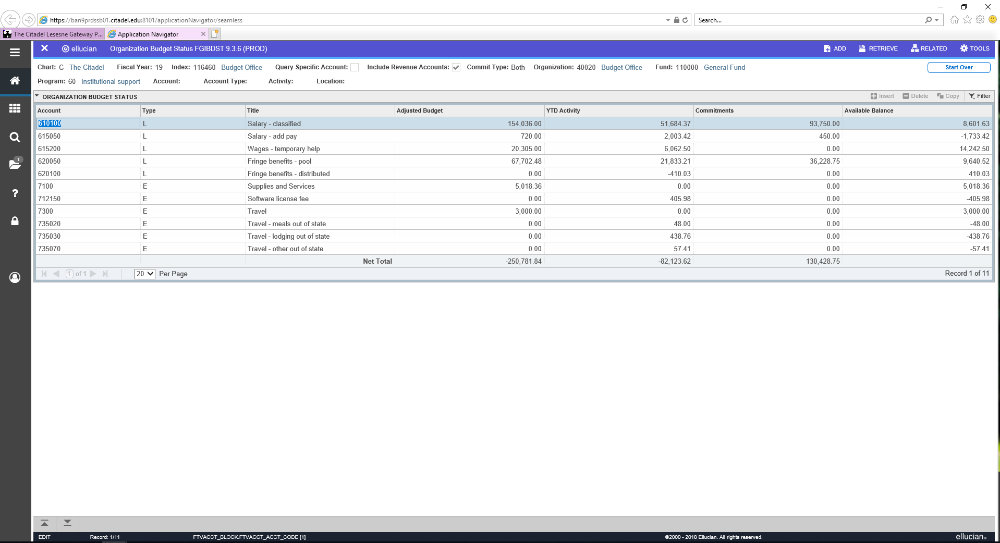 https://ban9prdssb01.citadel.edu:8101/applicationNavigator/seamless
Search...
The Citadel Lesesne Gateway P...
Application Navigator
ellucian Organization Budget Status FGIBDST 9.3.6 (PROD) ADD RETRIEVE RELATED TOOLS
Chart: C The Citadel Fiscal Year: 19 Index: 116460 Budget Office Query Specific Account: Include Revenue Accounts: Commit Type: Both Organization: 40020 Budget Office Fund: 110000 General Fund Start Over
Program: 60 Institutional support Account: Account Type: Activity: Location:
ORGANIZATION BUDGET STATUS Insert Delete Copy Filter
Account Type Title Adjusted Budget YTD Activity Commitments Available Balance
610100 L Salary - classified 154,036.00 51,684.37 93,750.00 8,601.63
615050 L Salary - add pay 720.00 2,003.42 450.00 -1,733.42
615200 L Wages - temporary help 20,305.00 6,062.50 0.00 14,242.50
620050 L Fringe benefits - pool 67,702.48 21,833.21 36,228.75 9,640.52
620100 L Fringe benefits - distributed 0.00 -410.03 0.00 410.03
7100 E Supplies and Services 5,018.36 0.00 0.00 5,018.36
712150 E Software license fee 0.00 405.98 0.00 -405.98
7300 E Travel 3,000.00 0.00 0.00 3,000.00
735020 E Travel - meals out of state 0.00 48.00 0.00 -48.00
735030 E Travel - lodging out of state 0.00 438.76 0.00 -438.76
735070 E Travel - other out of state 0.00 57.41 0.00 -57.41
Net Total -250,781.84 -82,123.62 130,428.75
1 of 1 20 Per Page Record 1 of 11
1
?
EDIT Record: 1/11 FTVACCT_BLOCK.FTVACCT_ACCT_CODE [1] ©2000 - 2018 Ellucian. All rights reserved. ellucian